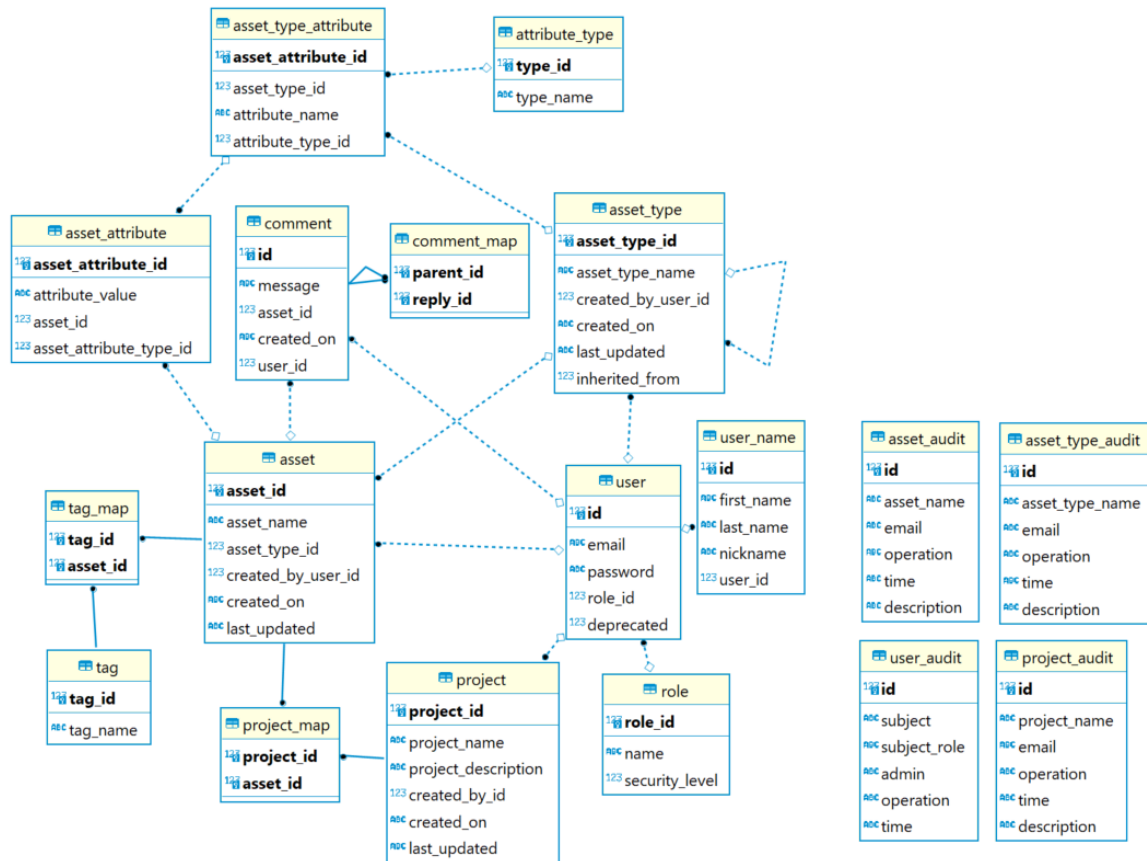 asset_type_attribute
asset_attribute_id
asset_type_id
attribute_name
attribute_type_id
attribute_type
type_id
type_name
asset_attribute
asset_attribute_id
attribute_value
asset_id
asset_attribute_type_id
comment
id
message
asset_id
created_on
user_id
comment_map
parent_id
reply_id
asset_type
asset_type_id
asset_type_name
created_by_user_id
created_on
last_updated
inherited_from
tag_map
tag_id
asset_id
asset
asset_id
asset_name
asset_type_id
created_by_user_id
created_on
last_updated
user
id
email
password
role_id
deprecated
user_name
id
first_name
last_name
nickname
user_id
asset_audit
id
asset_name
email
operation
time
description
asset_type_audit
id
asset_type_name
email
operation
time
description
tag
tag_id
tag_name
project_map
project_id
asset_id
project
project_id
project_name
project_description
created_by_id
created_on
last_updated
role
role_id
name
security_level
user_audit
id
subject
subject_role
admin
operation
time
project_audit
id
project_name
email
operation
time
description